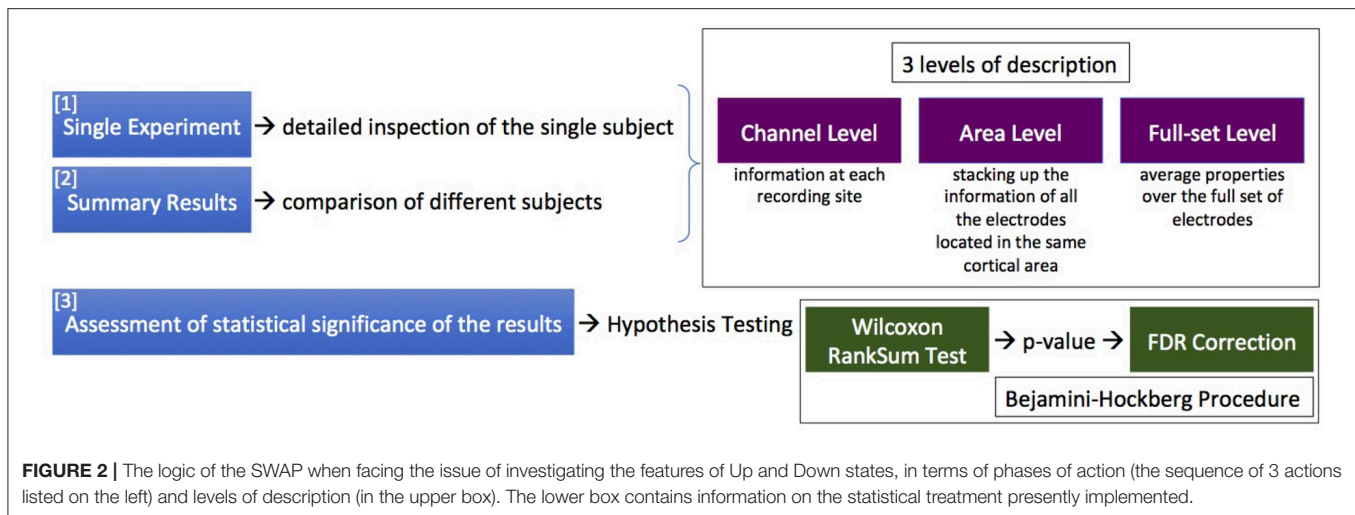 3 levels of description
[1]
Single Experiment → detailed inspection of the single subject
[2]
Summary Results → comparison of different subjects
Channel Level
information at each
recording site
Area Level
stacking up the
information of all
the electrodes
located in the same
cortical area
Full-set Level
average properties
over the full set of
electrodes
[3]
Assessment of statistical significance of the results → Hypothesis Testing
Wilcoxon
RankSum Test
→ p-value →
FDR Correction
Bejamini-Hockberg Procedure
FIGURE 2 | The logic of the SWAP when facing the issue of investigating the features of Up and Down states, in terms of phases of action (the sequence of 3 actions
listed on the left) and levels of description (in the upper box). The lower box contains information on the statistical treatment presently implemented.